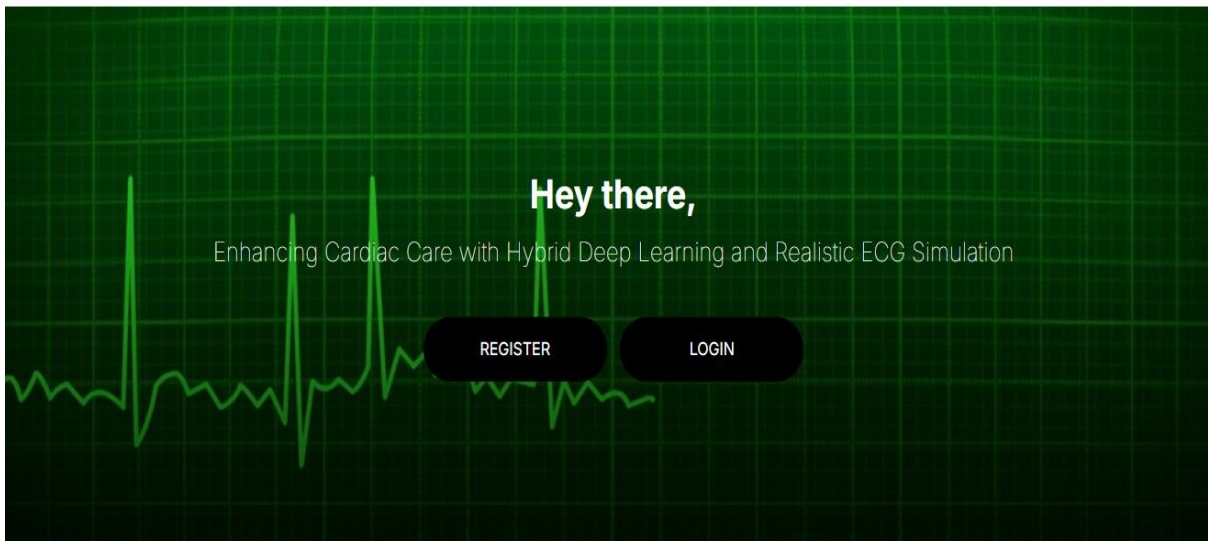 Hey there,
Enhancing Cardiac Care with Hybrid Deep Learning and Realistic ECG Simulation
REGISTER
LOGIN